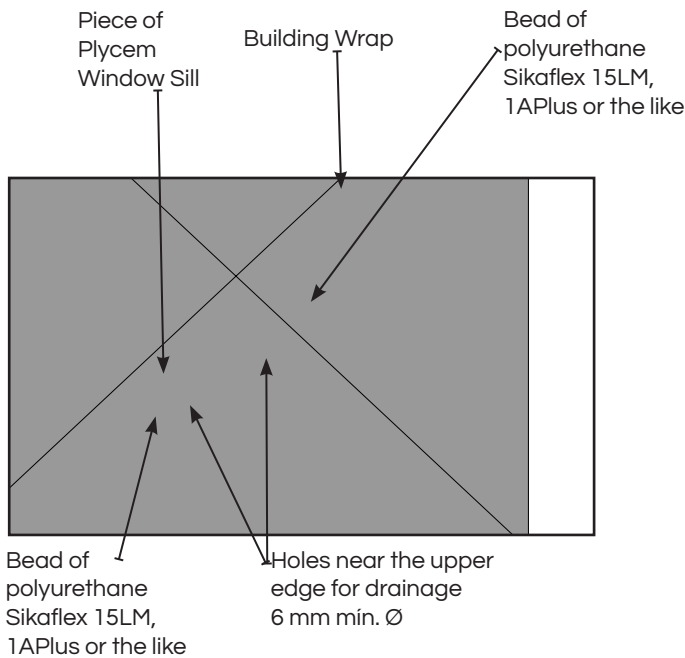 Piece of
Plycem
Window Sill
Building Wrap
Bead of
polyurethane
Sikaflex 15LM,
1APlus or the like
Bead of
polyurethane
Sikaflex 15LM,
1APlus or the like
Holes near the upper
edge for drainage
6 mm mín. Ø